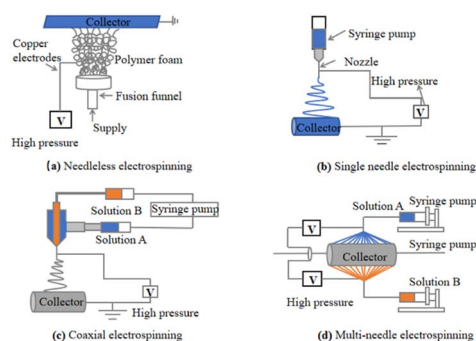 Collector
Copper
electrodes
Polymer foam
V
Fusion funnel
High pressure
Supply
(a) Needleless electrospinning
Syringe pump
Nozzle
High pressure
V
Collector
(b) Single needle electrospinning
Solution B
Syringe pump
Solution A
V
Collector
High pressure
(c) Coaxial electrospinning
Syringe pump
Solution A
V
Collector
Syringe pump
V
Solution B
High pressure
(d) Multi-needle electrospinning